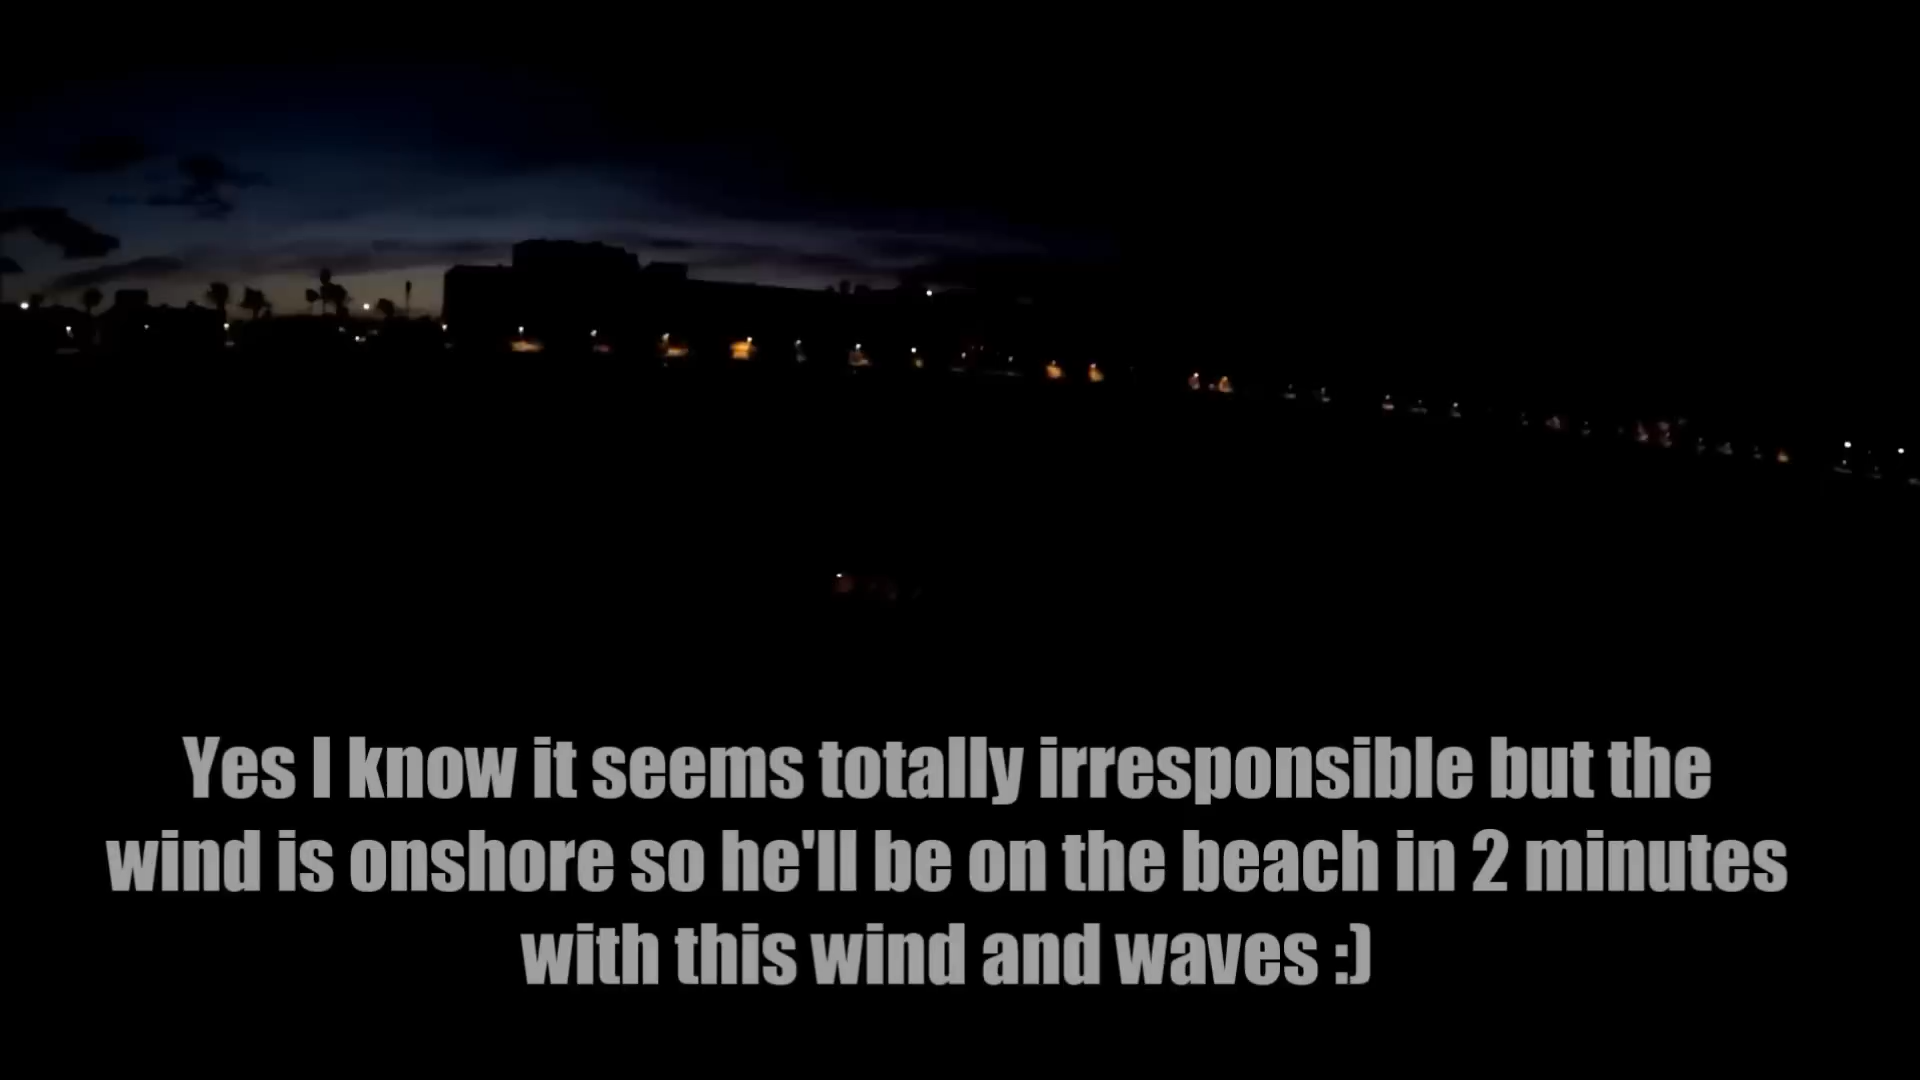 Yes I know it seems totally irresponsible but the
wind is onshore so he'll be on the beach in 2 minutes
with this wind and waves :)